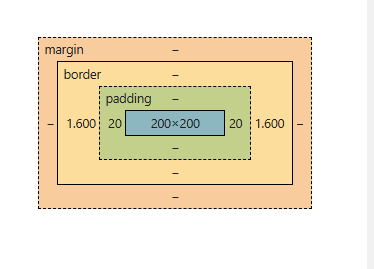 margin –
border –
padding –
– 1.600 20 200×200 20 1.600 –
–
–
–